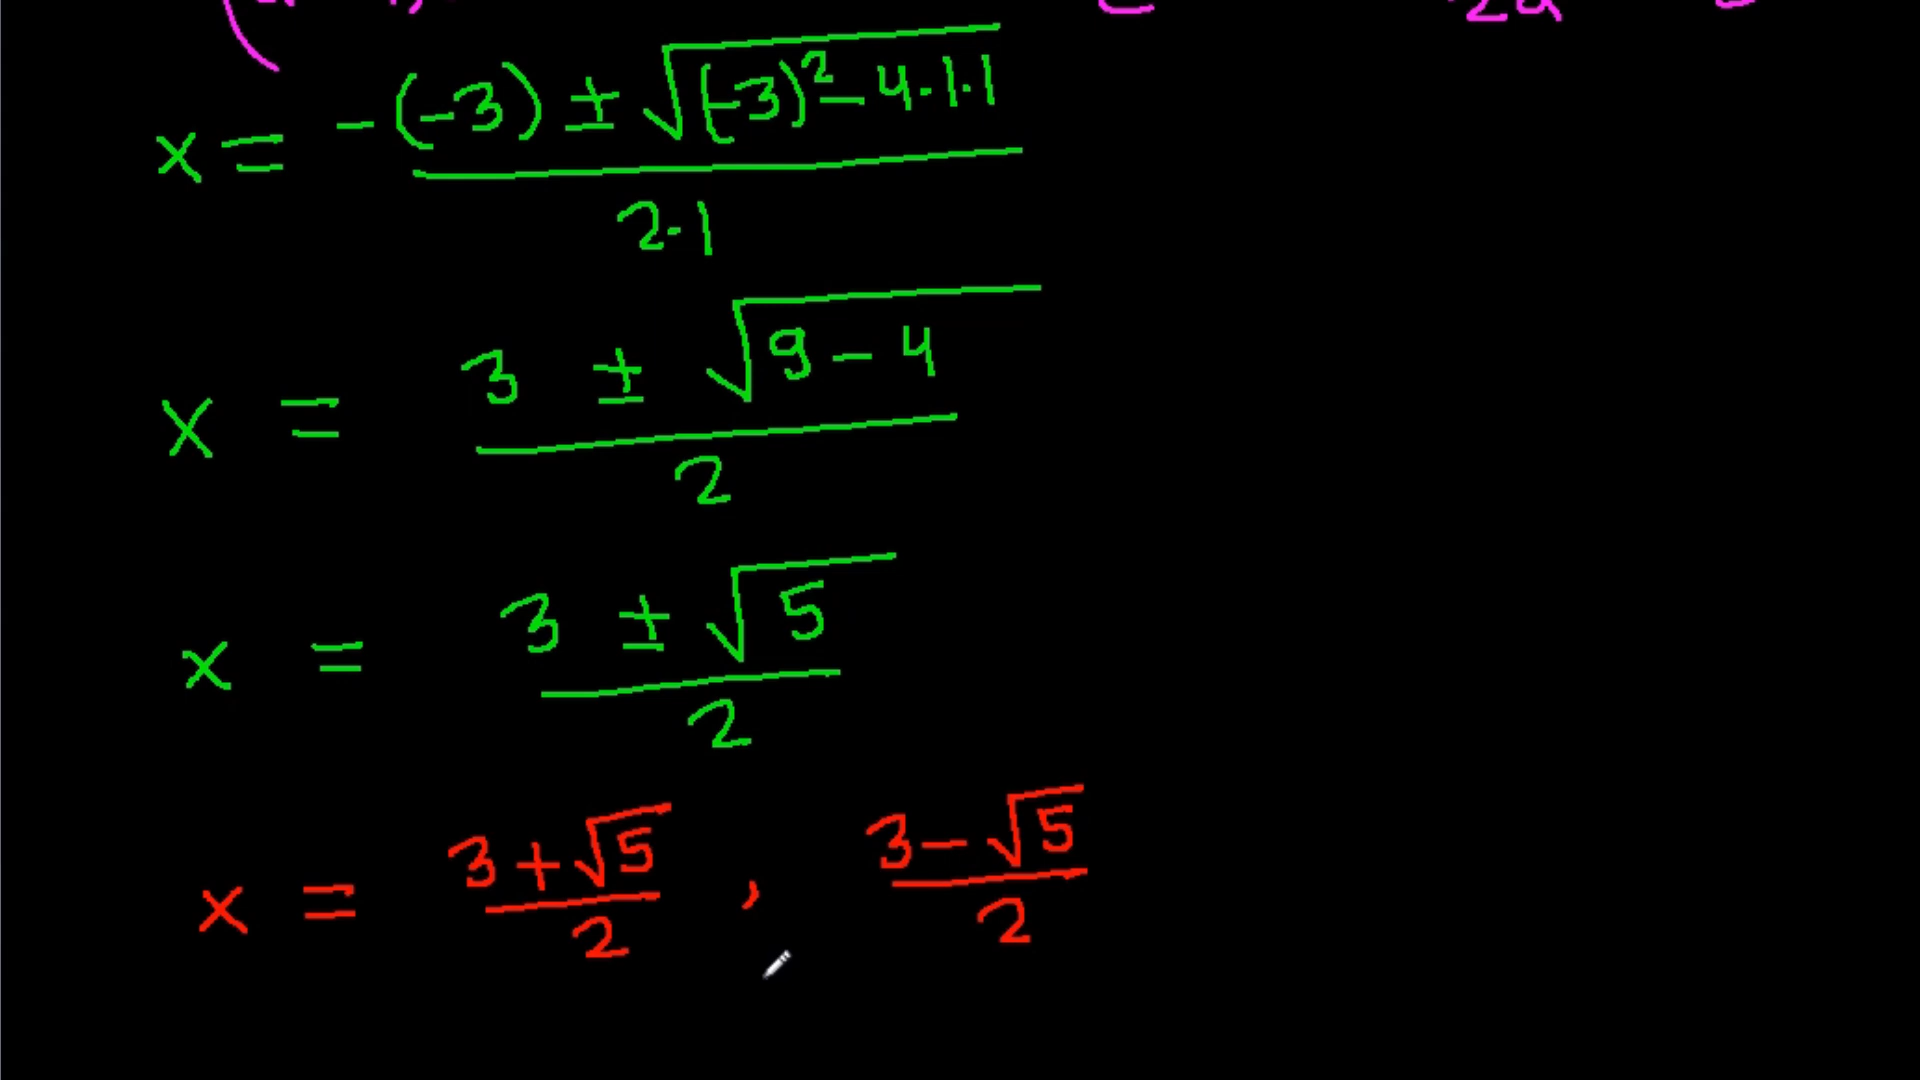 2a
x = -(-3) ± √(-3)² - 4·1·1 / 2·1
x = 3 ± √9 - 4 / 2
x = 3 ± √5 / 2
x = 3 + √5 / 2 , 3 - √5 / 2